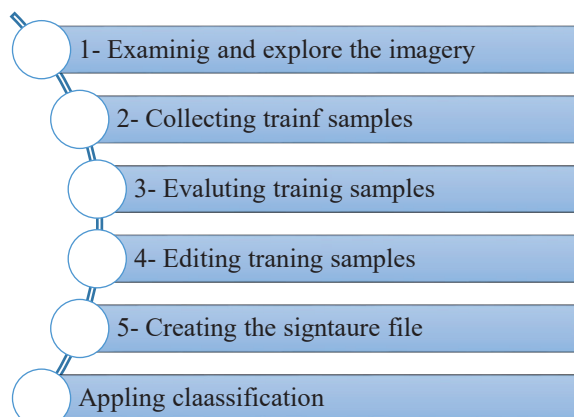 1- Examinig and explore the imagery
2- Collecting trainf samples
3- Evaluting trainig samples
4- Editing traning samples
5- Creating the signtaure file
Appling claassification